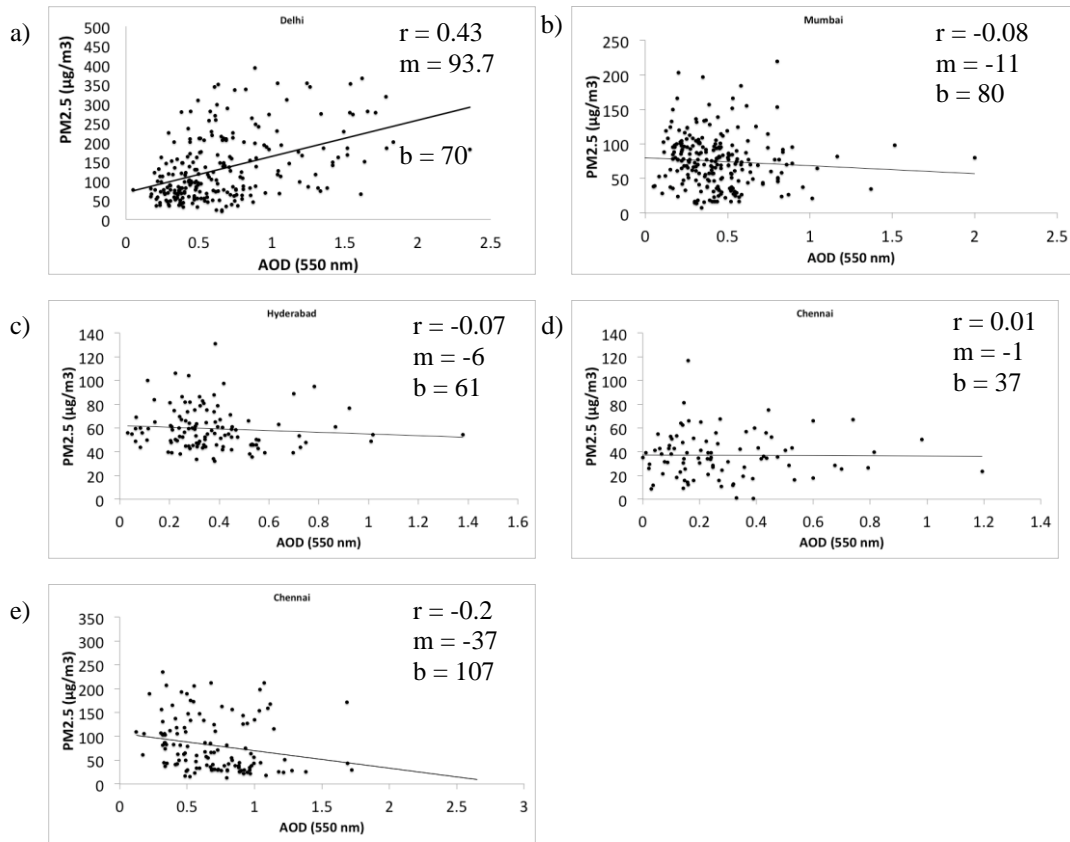 a)
Delhi
r = 0.43
m = 93.7
b = 70
PM2.5 (µg/m3)
500
450
400
350
300
250
200
150
100
50
0
0 0.5 1 1.5 2 2.5
AOD (550 nm)
b)
Mumbai
r = -0.08
m = -11
b = 80
PM2.5 (µg/m3)
250
200
150
100
50
0
0 0.5 1 1.5 2 2.5
AOD (550 nm)
c)
Hyderabad
r = -0.07
m = -6
b = 61
PM2.5 (µg/m3)
140
120
100
80
60
40
20
0
0 0.2 0.4 0.6 0.8 1 1.2 1.4 1.6
AOD (550 nm)
d)
Chennai
r = 0.01
m = -1
b = 37
PM2.5 (µg/m3)
140
120
100
80
60
40
20
0
0 0.2 0.4 0.6 0.8 1 1.2 1.4
AOD (550 nm)
e)
Chennai
r = -0.2
m = -37
b = 107
PM2.5 (µg/m3)
350
300
250
200
150
100
50
0
0 0.5 1 1.5 2 2.5 3
AOD (550 nm)